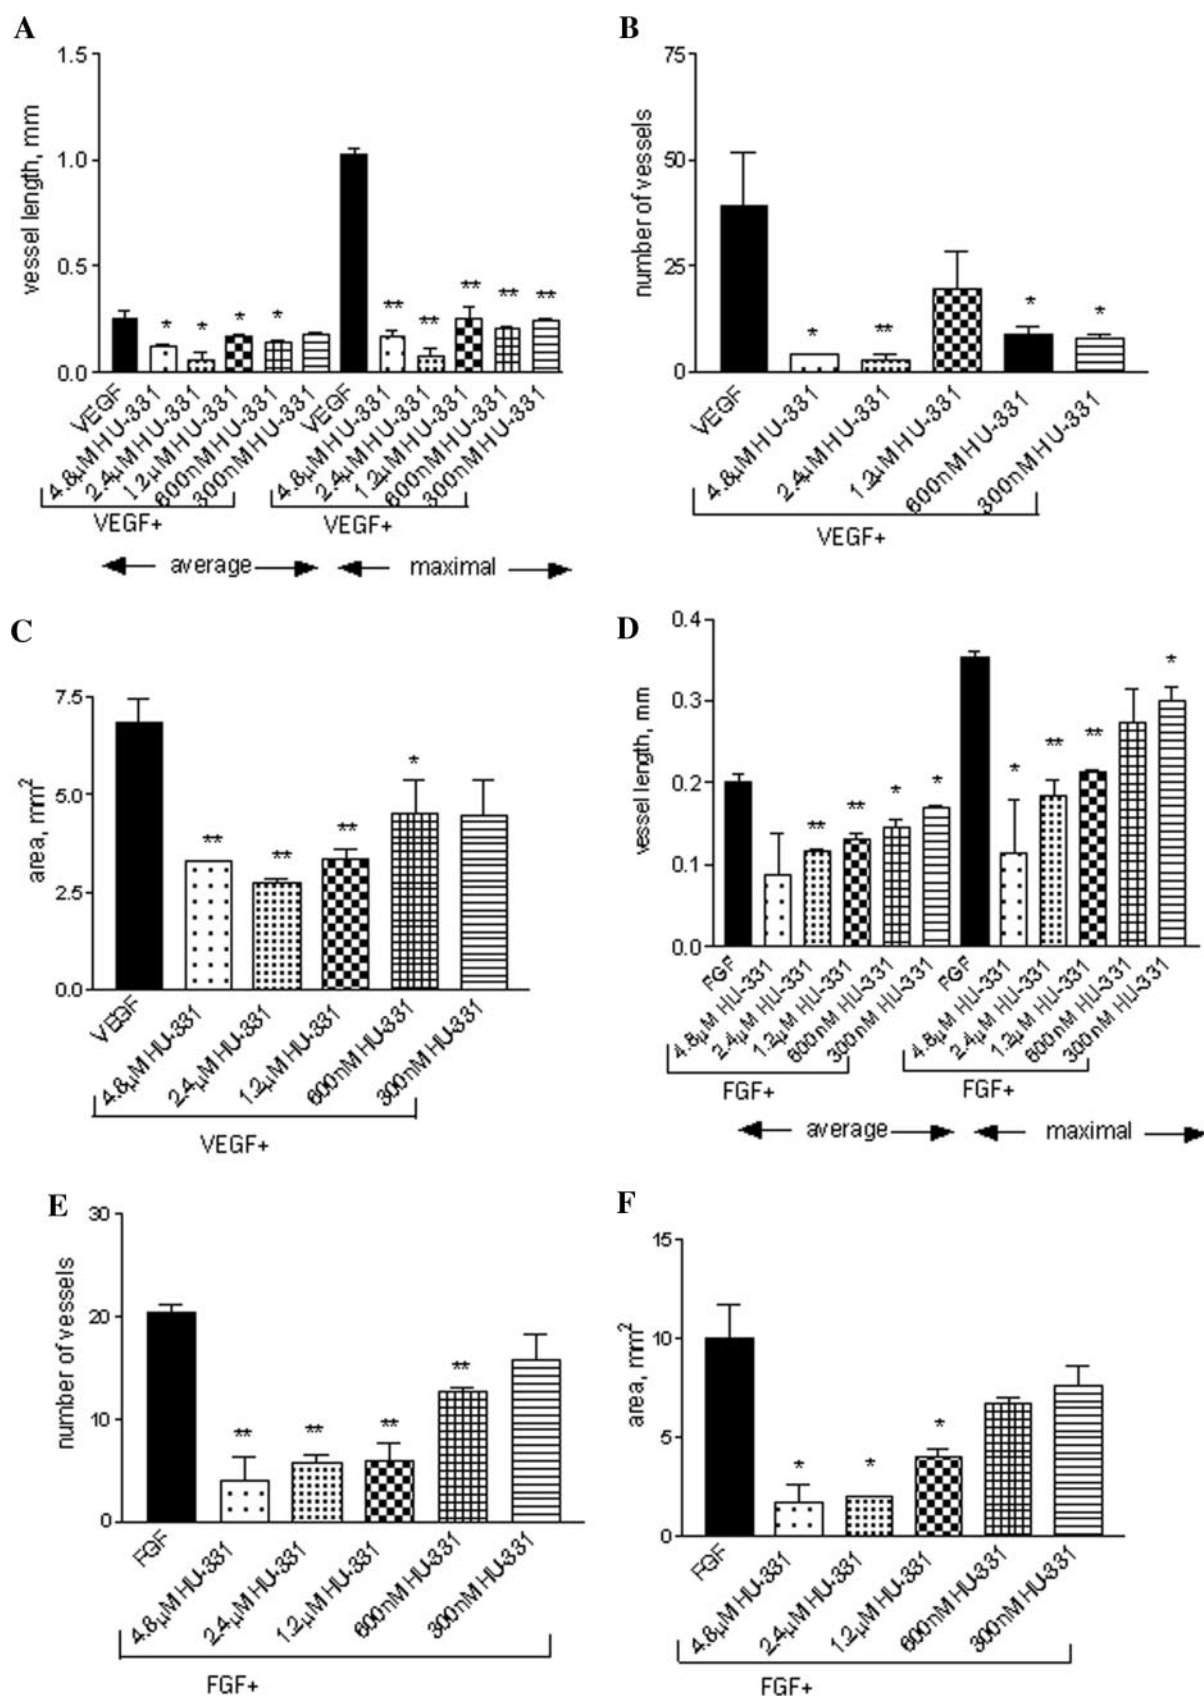 A
1.5
1.0
0.5
0.0
vessel length, mm
** ** ** ** **
* * * *
VEGF
4.8μM HU-331
2.4μM HU-331
1.2μM HU-331
600nM HU-331
300nM HU-331
VEGF
4.8μM HU-331
2.4μM HU-331
1.2μM HU-331
600nM HU-331
300nM HU-331
VEGF+
VEGF+
average
maximal
B
75
50
25
0
number of vessels
* ** * *
VEGF
4.8μM HU-331
2.4μM HU-331
1.2μM HU-331
600nM HU-331
300nM HU-331
VEGF+
C
7.5
5.0
2.5
0.0
area, mm2
** ** ** *
VEGF
4.8μM HU-331
2.4μM HU-331
1.2μM HU-331
600nM HU-331
300nM HU-331
VEGF+
D
0.4
0.3
0.2
0.1
0.0
vessel length, mm
** ** * *
* ** ** *
FGF
4.8μM HU-331
2.4μM HU-331
1.2μM HU-331
600nM HU-331
300nM HU-331
FGF
4.8μM HU-331
2.4μM HU-331
1.2μM HU-331
600nM HU-331
300nM HU-331
FGF+
FGF+
average
maximal
E
30
20
10
0
number of vessels
** ** ** **
FGF
4.8μM HU-331
2.4μM HU-331
1.2μM HU-331
600nM HU-331
300nM HU-331
FGF+
F
15
10
5
0
area, mm2
* * *
FGF
4.8μM HU-331
2.4μM HU-331
1.2μM HU-331
600nM HU-331
300nM HU-331
FGF+